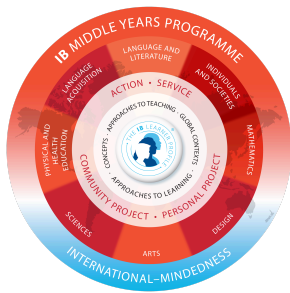 IB MIDDLE YEARS PROGRAMME
LANGUAGE AND
LITERATURE
LANGUAGE
ACQUISITION
INDIVIDUALS
AND SOCIETIES
PHYSICAL AND
HEALTH
EDUCATION
MATHEMATICS
SCIENCES
DESIGN
ARTS
ACTION • SERVICE
COMMUNITY PROJECT • PERSONAL PROJECT
APPROACHES TO TEACHING
CONCEPTS
GLOBAL CONTEXTS
APPROACHES TO LEARNING
THE IB LEARNER PROFILE
INTERNATIONAL–MINDEDNESS